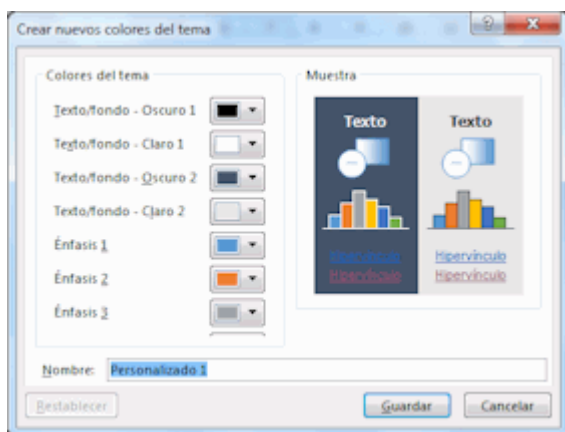 Crear nuevos colores del tema
Colores del tema
Muestra
Texto/fondo - Oscuro 1
Texto/fondo - Claro 1
Texto/fondo - Oscuro 2
Texto/fondo - Claro 2
Énfasis 1
Énfasis 2
Énfasis 3
Texto
Hipervínculo
Hipervínculo
Texto
Hipervínculo
Hipervínculo
Nombre: Personalizado 1
Restablecer
Guardar
Cancelar